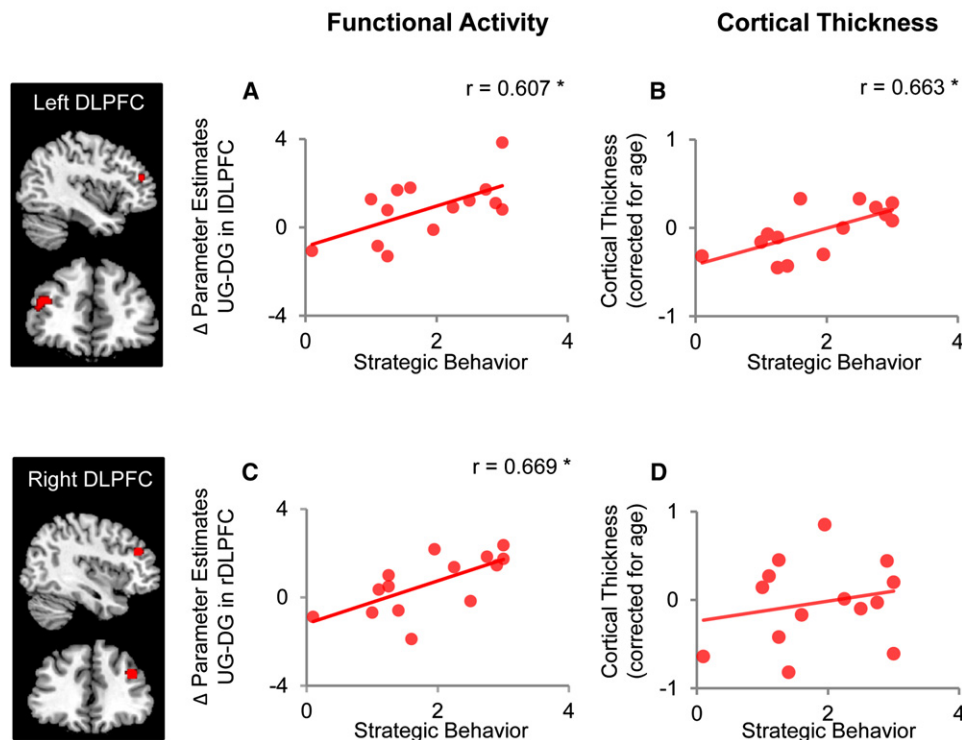 Functional Activity
Cortical Thickness
Left DLPFC
A
r = 0.607 *
Δ Parameter Estimates
UG-DG in lDLPFC
4
0
-4
0
2
4
Strategic Behavior
B
r = 0.663 *
Cortical Thickness
(corrected for age)
1
0
-1
0
2
4
Strategic Behavior
Right DLPFC
C
r = 0.669 *
Δ Parameter Estimates
UG-DG in rDLPFC
4
0
-4
0
2
4
Strategic Behavior
D
Cortical Thickness
(corrected for age)
1
0
-1
0
2
4
Strategic Behavior